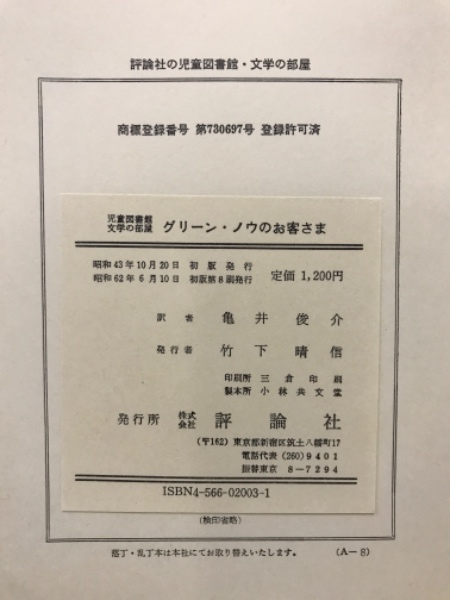 評論社の児童図書館・文学の部屋
商標登録番号 第730697号 登録許可済
児童図書館
文学の部屋 グリーン・ノウのお客さま
昭和43年10月20日 初版発行
昭和62年6月10日 初版第8刷発行 定価 1,200円
訳者 亀井俊介
発行者 竹下晴信
印刷所 三倉印刷
製本所 小林共文堂
発行所 株式会社 評論社
(〒162) 東京都新宿区筑土八幡町17
電話代表 (260) 9401
振替東京 8-7294
ISBN4-566-02003-1
(検印省略)
落丁・乱丁本は本社にてお取り替えいたします。 (A-8)